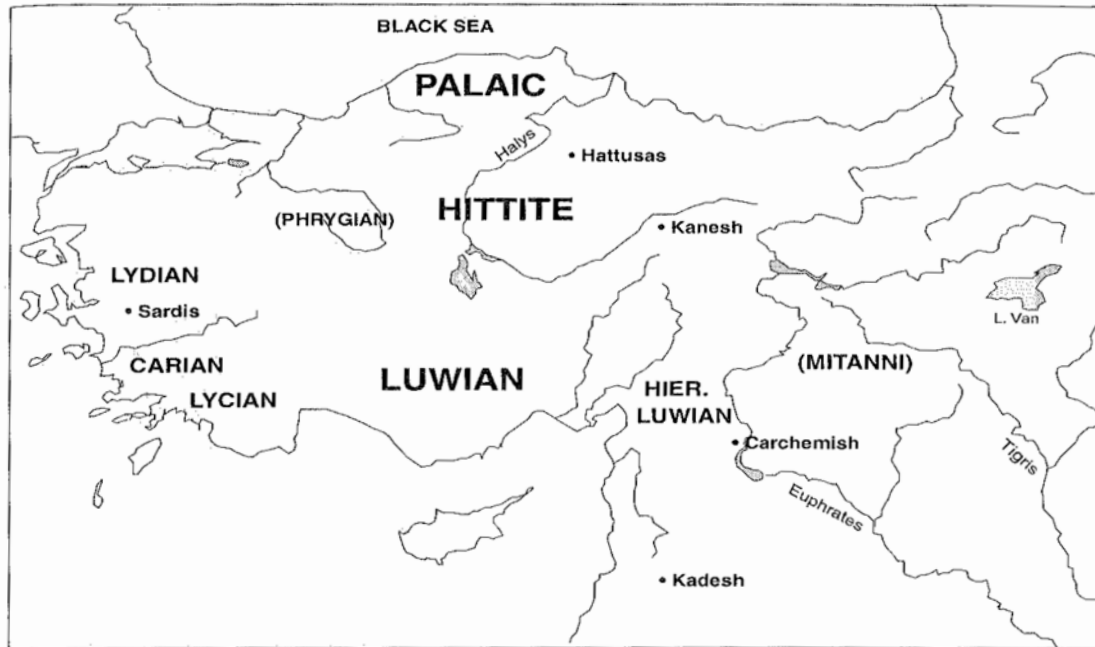 BLACK SEA
PALAIC
Halys
• Hattusas
(PHRYGIAN)
HITTITE
• Kanesh
LYDIAN
• Sardis
L. Van
CARIAN
LUWIAN
(MITANNI)
LYCIAN
HIER.
LUWIAN
• Carchemish
Tigris
Euphrates
• Kadesh